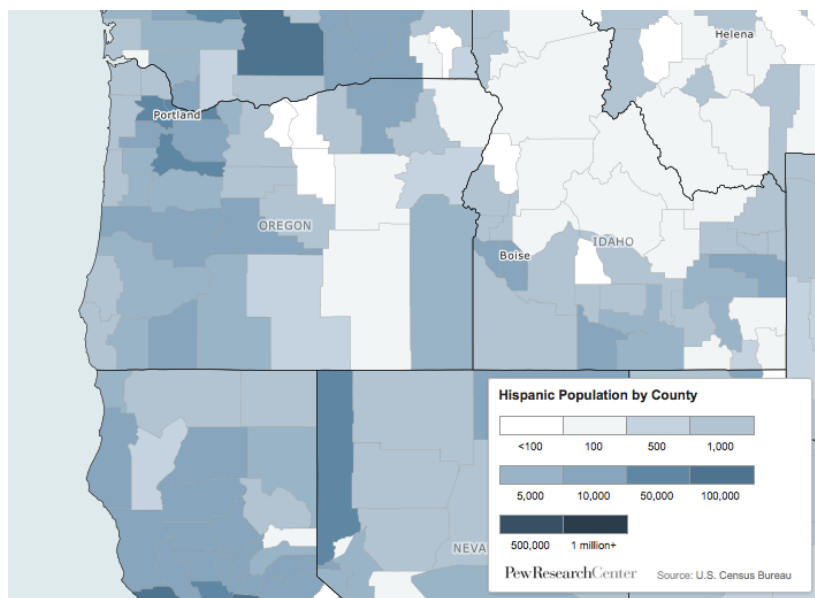 Helena
Portland
OREGON
IDAHO
Boise
NEVA
Hispanic Population by County
<100 100 500 1,000
5,000 10,000 50,000 100,000
500,000 1 million+
PewResearchCenter Source: U.S. Census Bureau